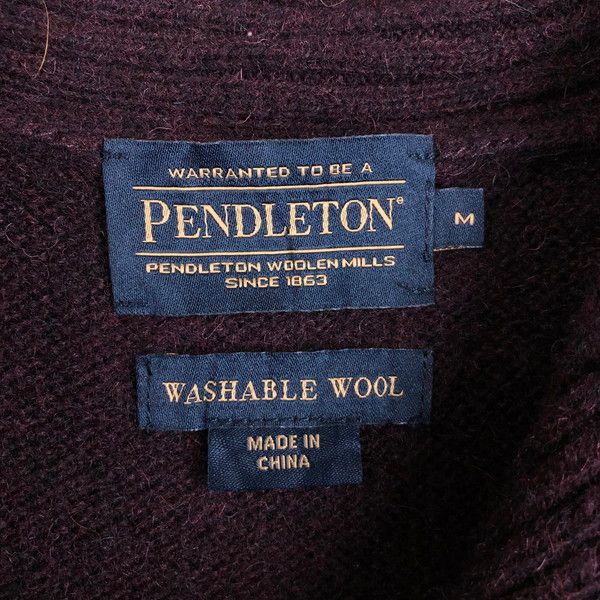 WARRANTED TO BE A
PENDLETON®
M
PENDLETON WOOLEN MILLS
SINCE 1863
WASHABLE WOOL
MADE IN
CHINA